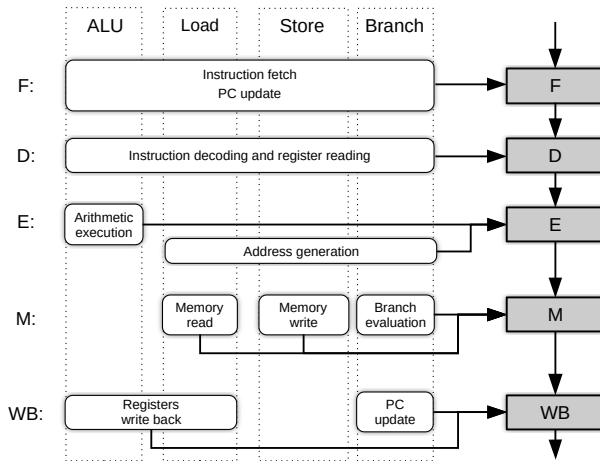 ALU Load Store Branch
F:
Instruction fetch
PC update
F
D:
Instruction decoding and register reading
D
E:
Arithmetic
execution
Address generation
E
M:
Memory
read
Memory
write
Branch
evaluation
M
WB:
Registers
write back
PC
update
WB